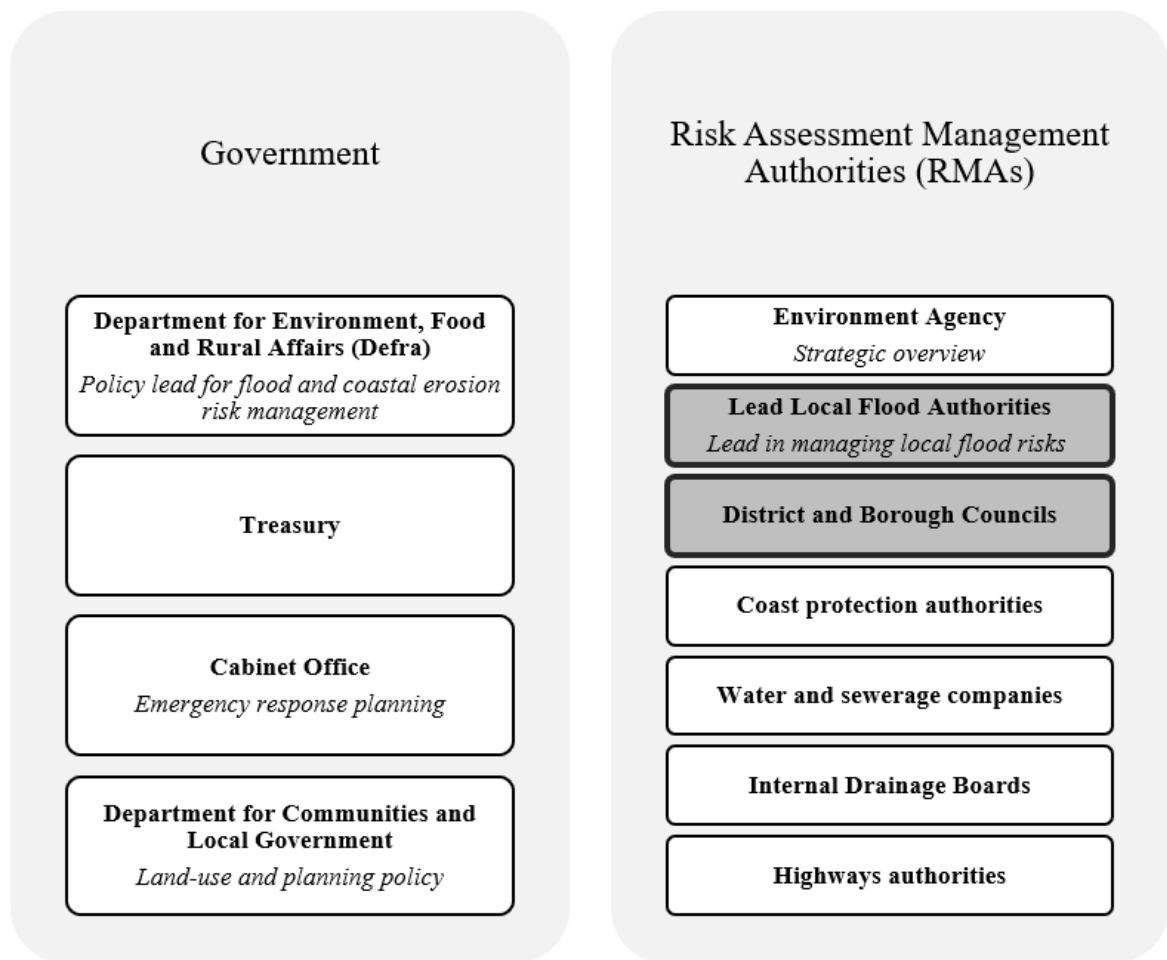 Government
Department for Environment, Food
and Rural Affairs (Defra)
Policy lead for flood and coastal erosion
risk management
Treasury
Cabinet Office
Emergency response planning
Department for Communities and
Local Government
Land-use and planning policy
Risk Assessment Management
Authorities (RMAs)
Environment Agency
Strategic overview
Lead Local Flood Authorities
Lead in managing local flood risks
District and Borough Councils
Coast protection authorities
Water and sewerage companies
Internal Drainage Boards
Highways authorities